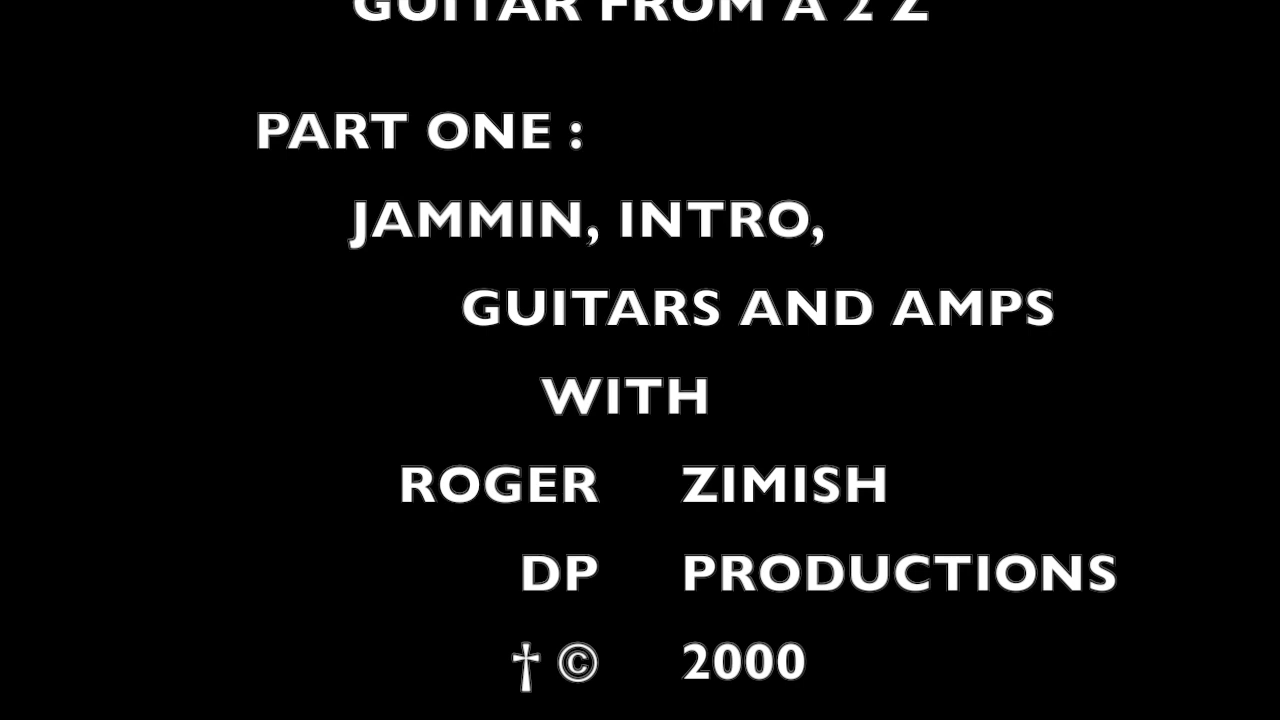 GUITAR FROM A 2 Z
PART ONE :
JAMMIN, INTRO,
GUITARS AND AMPS
WITH
ROGER ZIMISH
DP PRODUCTIONS
† © 2000